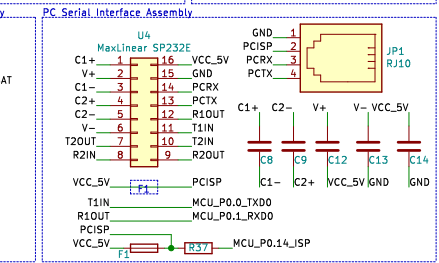 y
PC Serial Interface Assembly
U4
MaxLinear SP232E
C1+ 1 16 VCC_5V
V+ 2 15 GND
C1- 3 14 PCRX
C2+ 4 13 PCTX
C2- 5 12 R1OUT
V- 6 11 T1IN
T2OUT 7 10 T2IN
R2IN 8 9 R2OUT
GND 1
PCISP 2
PCRX 3
PCTX 4
JP1
RJ10
AT
C1+ C2- V+ V- VCC_5V
C8 C9 C12 C13 C14
C1- C2+ VCC_5V GND GND
VCC_5V F1 PCISP
T1IN MCU_P0.0_TXD0
R1OUT MCU_P0.1_RXD0
PCISP
VCC_5V F1 R37 MCU_P0.14_ISP